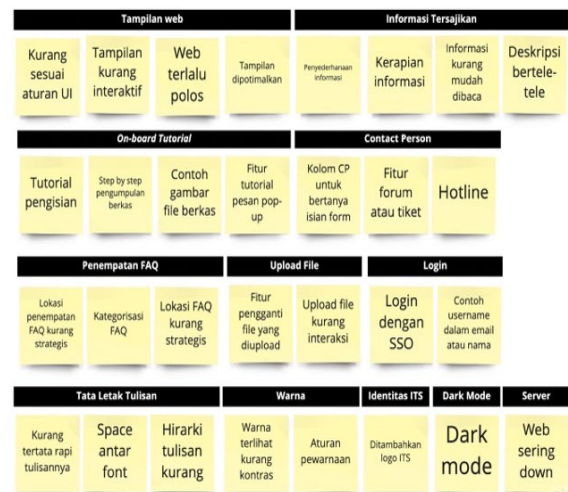 Tampilan web
Informasi Tersajikan
Kurang
sesuai
aturan UI
Tampilan
kurang
interaktif
Web
terlalu
polos
Tampilan
dipotimalkan
Penyederhanaan
informasi
Kerapian
informasi
Informasi
kurang
mudah
dibaca
Deskripsi
bertele-
tele
On-board Tutorial
Contact Person
Tutorial
pengisian
Step by step
pengumpulan
berkas
Contoh
gambar
file berkas
Fitur
tutorial
pesan pop-
up
Kolom CP
untuk
bertanya
isian form
Fitur
forum
atau tiket
Hotline
Penempatan FAQ
Upload File
Login
Lokasi
penempatan
FAQ kurang
strategis
Kategorisasi
FAQ
Lokasi FAQ
kurang
strategis
Fitur
pengganti
file yang
diupload
Upload file
kurang
interaksi
Login
dengan
SSO
Contoh
username
dalam email
atau nama
Tata Letak Tulisan
Warna
Identitas ITS
Dark Mode
Server
Kurang
tertata rapi
tulisannya
Space
antar
font
Hirarki
tulisan
kurang
Warna
terlihat
kurang
kontras
Aturan
pewarnaan
Ditambahkan
logo ITS
Dark
mode
Web
sering
down